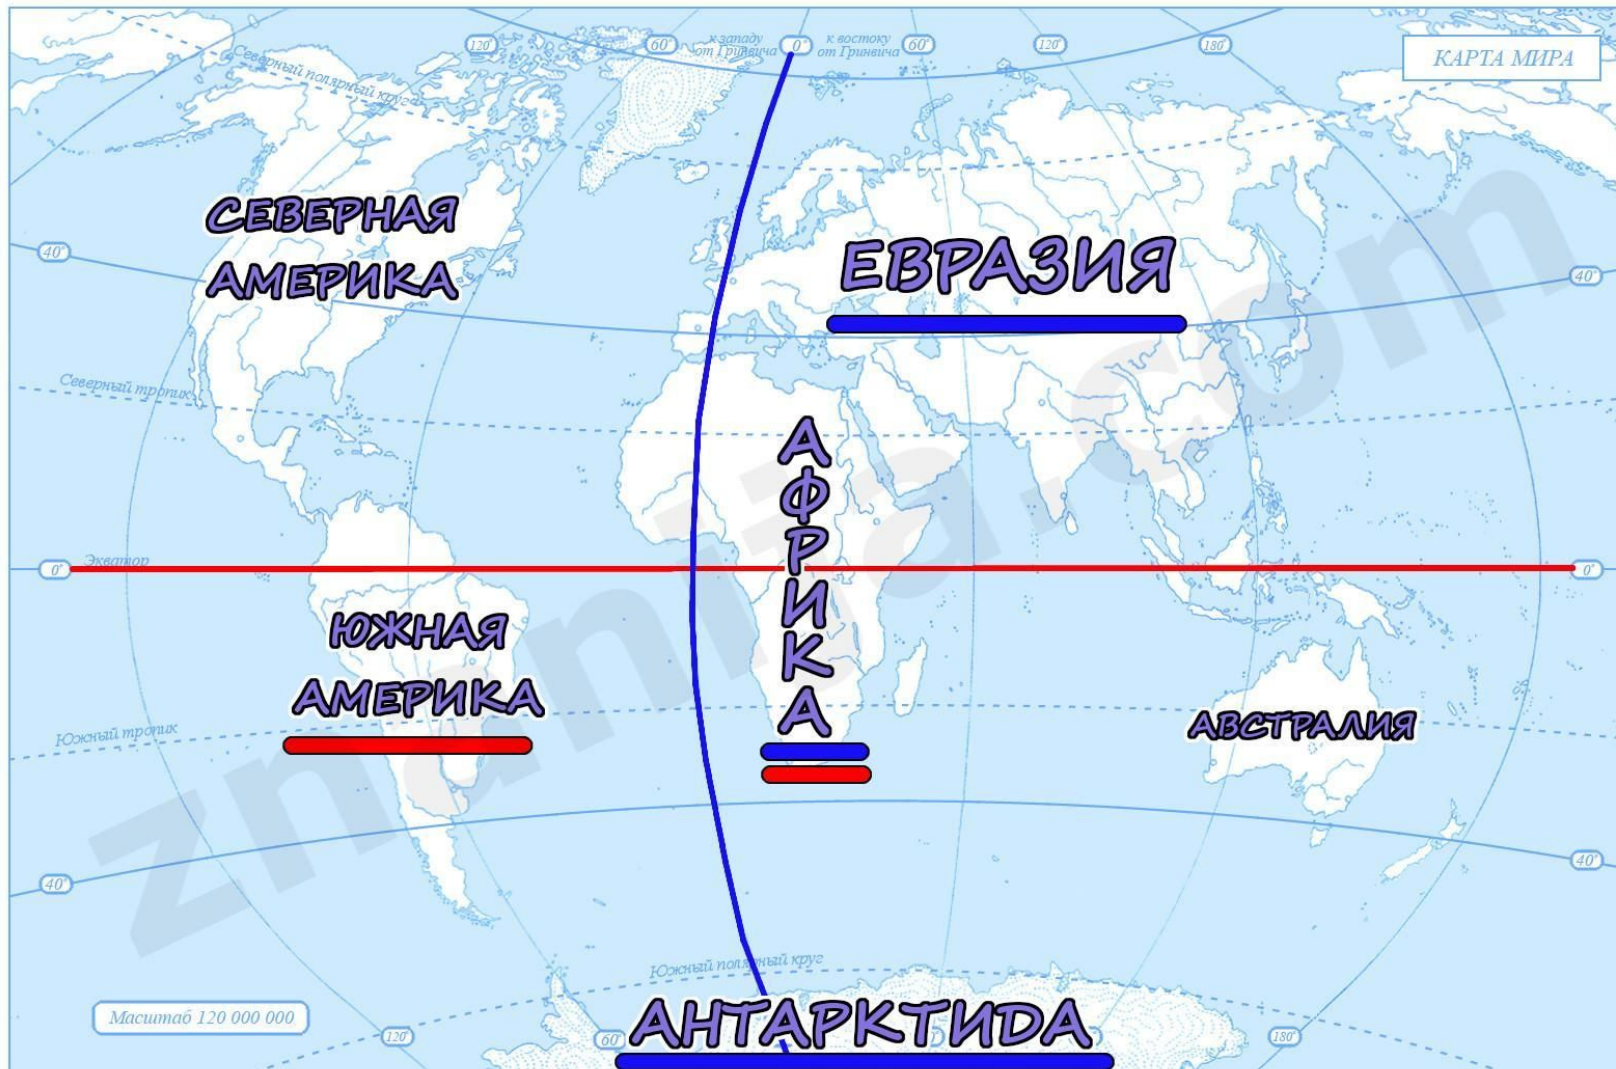 120°
60°
к западу
от Гринвича
0°
к востоку
от Гринвича
60°
120°
180°
КАРТА МИРА
Северный полярный круг
СЕВЕРНАЯ
АМЕРИКА
ЕВРАЗИЯ
40°
40°
Северный тропик
АФРИКА
Экватор
0°
0°
ЮЖНАЯ
АМЕРИКА
АВСТРАЛИЯ
Южный тропик
40°
40°
Южный полярный круг
Масштаб 120 000 000
АНТАРКТИДА
120°
60°
180°
znanija.com